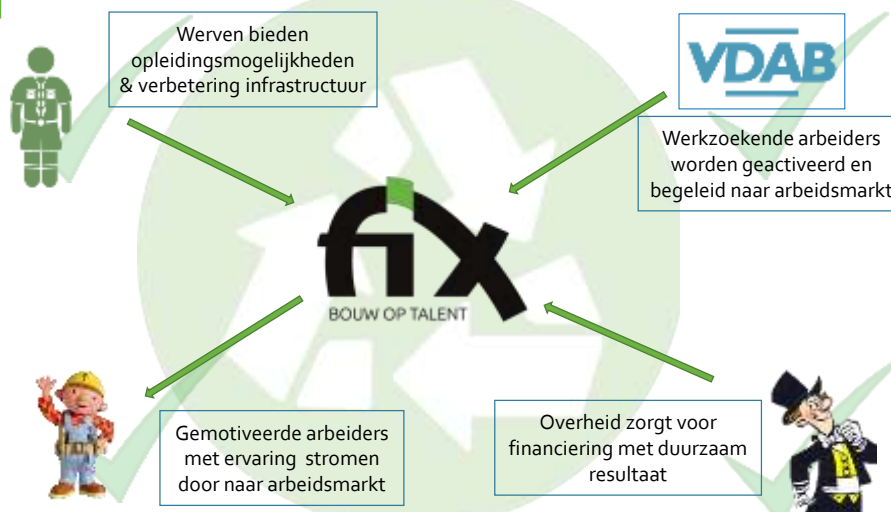 Werven bieden
opleidingsmogelijkheden
& verbetering infrastructuur
VDAB
Werkzoekende arbeiders
worden geactiveerd en
begeleid naar arbeidsmarkt
fix
BOUW OP TALENT
Gemotiveerde arbeiders
met ervaring stromen
door naar arbeidsmarkt
Overheid zorgt voor
financiering met duurzaam
resultaat